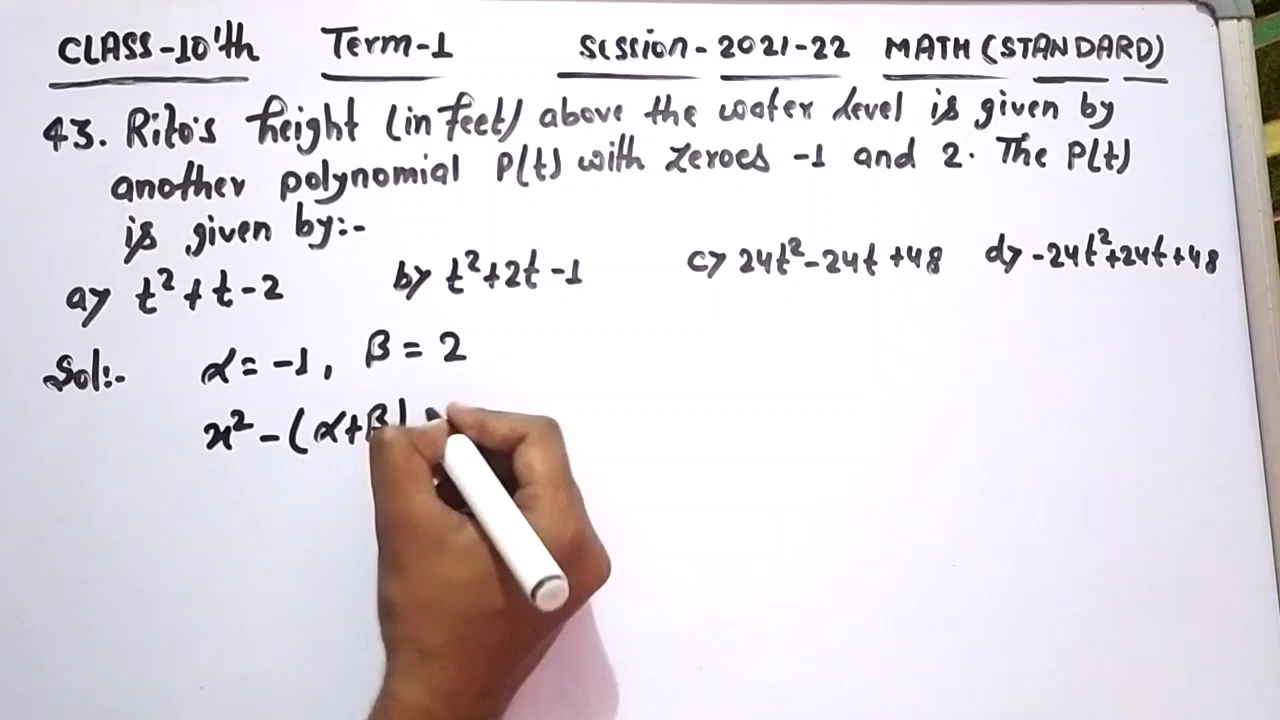 CLASS-10'th Term-1 Session-2021-22 MATH (STANDARD)
43. Rito's height (in feet) above the water level is given by
another polynomial P(t) with zeroes -1 and 2. The P(t)
is given by:-
a) t²+t-2 b) t²+2t-1 c) 24t²-24t+48 d) -24t²+24t+48
Sol:- α = -1, β = 2
x² - (α+β)